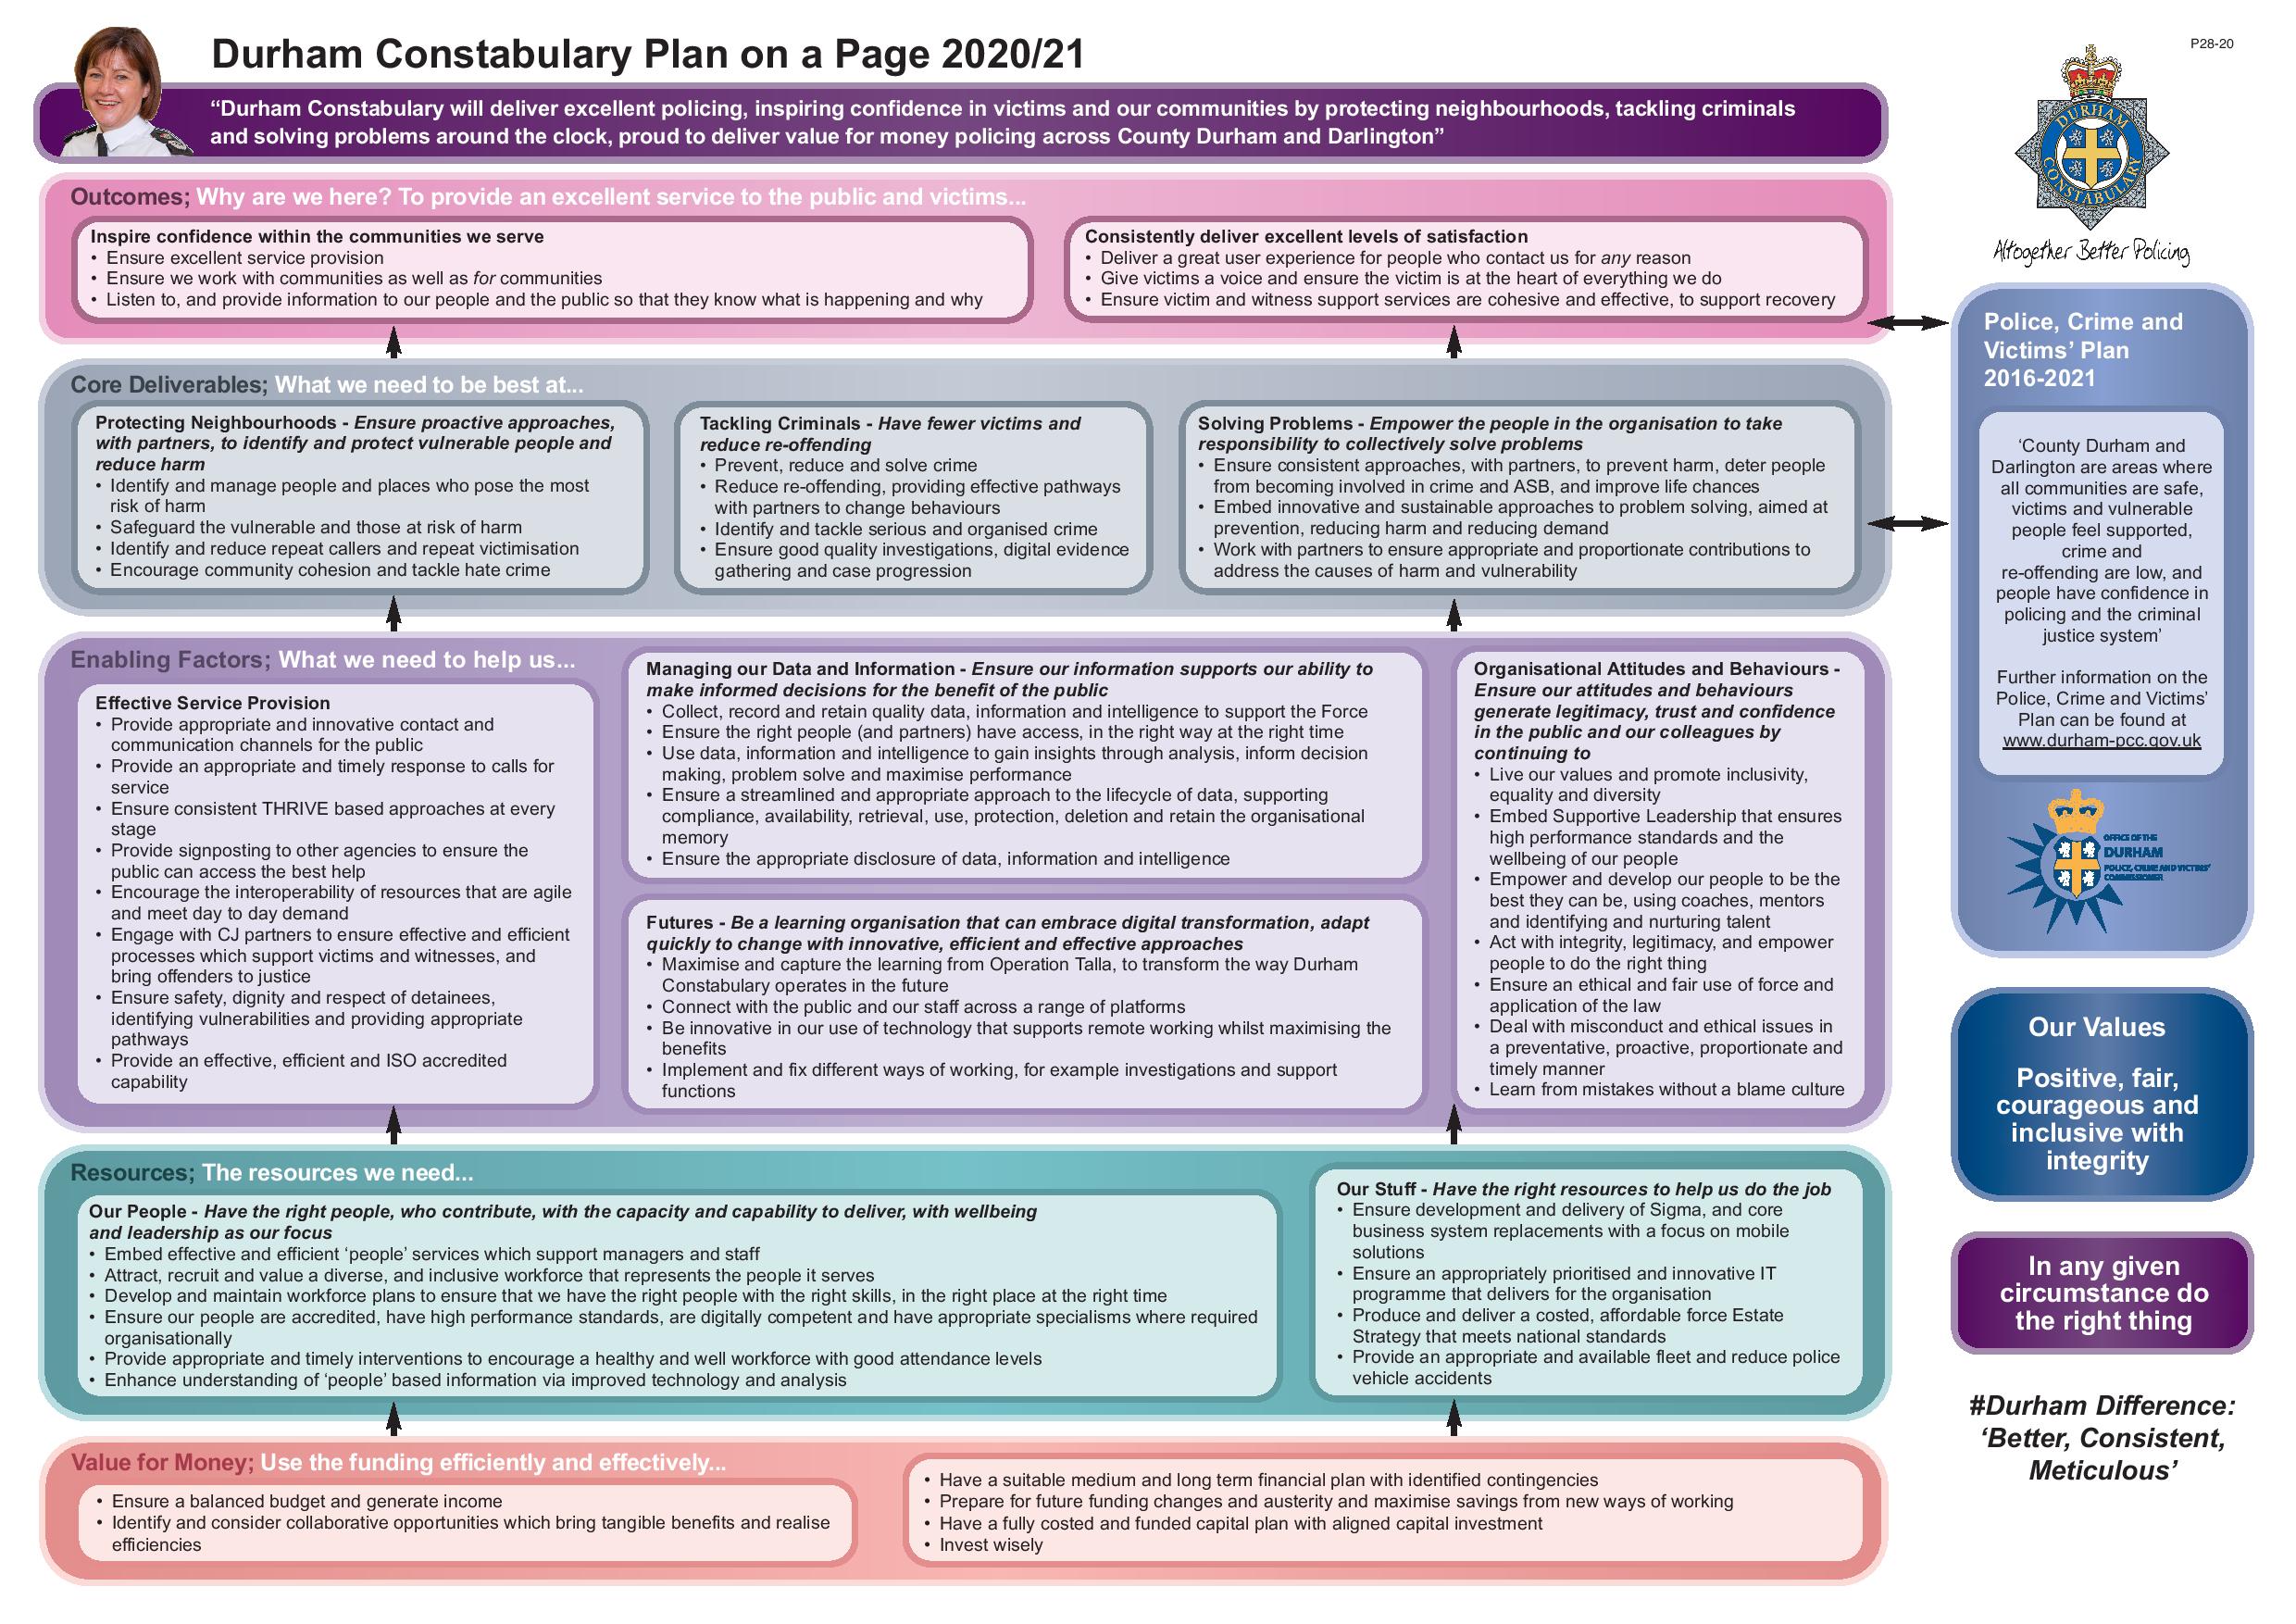 Durham Constabulary Plan on a Page 2020/21
P28-20
“Durham Constabulary will deliver excellent policing, inspiring confidence in victims and our communities by protecting neighbourhoods, tackling criminals
and solving problems around the clock, proud to deliver value for money policing across County Durham and Darlington”
Outcomes; Why are we here? To provide an excellent service to the public and victims...
Inspire confidence within the communities we serve
• Ensure excellent service provision
• Ensure we work with communities as well as for communities
• Listen to, and provide information to our people and the public so that they know what is happening and why
Consistently deliver excellent levels of satisfaction
• Deliver a great user experience for people who contact us for any reason
• Give victims a voice and ensure the victim is at the heart of everything we do
• Ensure victim and witness support services are cohesive and effective, to support recovery
Core Deliverables; What we need to be best at...
Protecting Neighbourhoods - Ensure proactive approaches,
with partners, to identify and protect vulnerable people and
reduce harm
• Identify and manage people and places who pose the most
risk of harm
• Safeguard the vulnerable and those at risk of harm
• Identify and reduce repeat callers and repeat victimisation
• Encourage community cohesion and tackle hate crime
Tackling Criminals - Have fewer victims and
reduce re-offending
• Prevent, reduce and solve crime
• Reduce re-offending, providing effective pathways
with partners to change behaviours
• Identify and tackle serious and organised crime
• Ensure good quality investigations, digital evidence
gathering and case progression
Solving Problems - Empower the people in the organisation to take
responsibility to collectively solve problems
• Ensure consistent approaches, with partners, to prevent harm, deter people
from becoming involved in crime and ASB, and improve life chances
• Embed innovative and sustainable approaches to problem solving, aimed at
prevention, reducing harm and reducing demand
• Work with partners to ensure appropriate and proportionate contributions to
address the causes of harm and vulnerability
Enabling Factors; What we need to help us...
Effective Service Provision
• Provide appropriate and innovative contact and
communication channels for the public
• Provide an appropriate and timely response to calls for
service
• Ensure consistent THRIVE based approaches at every
stage
• Provide signposting to other agencies to ensure the
public can access the best help
• Encourage the interoperability of resources that are agile
and meet day to day demand
• Engage with CJ partners to ensure effective and efficient
processes which support victims and witnesses, and
bring offenders to justice
• Ensure safety, dignity and respect of detainees,
identifying vulnerabilities and providing appropriate
pathways
• Provide an effective, efficient and ISO accredited
capability
Managing our Data and Information - Ensure our information supports our ability to
make informed decisions for the benefit of the public
• Collect, record and retain quality data, information and intelligence to support the Force
• Ensure the right people (and partners) have access, in the right way at the right time
• Use data, information and intelligence to gain insights through analysis, inform decision
making, problem solve and maximise performance
• Ensure a streamlined and appropriate approach to the lifecycle of data, supporting
compliance, availability, retrieval, use, protection, deletion and retain the organisational
memory
• Ensure the appropriate disclosure of data, information and intelligence
Futures - Be a learning organisation that can embrace digital transformation, adapt
quickly to change with innovative, efficient and effective approaches
• Maximise and capture the learning from Operation Talla, to transform the way Durham
Constabulary operates in the future
• Connect with the public and our staff across a range of platforms
• Be innovative in our use of technology that supports remote working whilst maximising the
benefits
• Implement and fix different ways of working, for example investigations and support
functions
Organisational Attitudes and Behaviours -
Ensure our attitudes and behaviours
generate legitimacy, trust and confidence
in the public and our colleagues by
continuing to
• Live our values and promote inclusivity,
equality and diversity
• Embed Supportive Leadership that ensures
high performance standards and the
wellbeing of our people
• Empower and develop our people to be the
best they can be, using coaches, mentors
and identifying and nurturing talent
• Act with integrity, legitimacy, and empower
people to do the right thing
• Ensure an ethical and fair use of force and
application of the law
• Deal with misconduct and ethical issues in
a preventative, proactive, proportionate and
timely manner
• Learn from mistakes without a blame culture
Resources; The resources we need...
Our People - Have the right people, who contribute, with the capacity and capability to deliver, with wellbeing
and leadership as our focus
• Embed effective and efficient ‘people’ services which support managers and staff
• Attract, recruit and value a diverse, and inclusive workforce that represents the people it serves
• Develop and maintain workforce plans to ensure that we have the right people with the right skills, in the right place at the right time
• Ensure our people are accredited, have high performance standards, are digitally competent and have appropriate specialisms where required
organisationally
• Provide appropriate and timely interventions to encourage a healthy and well workforce with good attendance levels
• Enhance understanding of ‘people’ based information via improved technology and analysis
Our Stuff - Have the right resources to help us do the job
• Ensure development and delivery of Sigma, and core
business system replacements with a focus on mobile
solutions
• Ensure an appropriately prioritised and innovative IT
programme that delivers for the organisation
• Produce and deliver a costed, affordable force Estate
Strategy that meets national standards
• Provide an appropriate and available fleet and reduce police
vehicle accidents
Value for Money; Use the funding efficiently and effectively...
• Ensure a balanced budget and generate income
• Identify and consider collaborative opportunities which bring tangible benefits and realise
efficiencies
• Have a suitable medium and long term financial plan with identified contingencies
• Prepare for future funding changes and austerity and maximise savings from new ways of working
• Have a fully costed and funded capital plan with aligned capital investment
• Invest wisely
DURHAM
CONSTABULARY
Altogether Better Policing
Police, Crime and
Victims’ Plan
2016-2021
‘County Durham and
Darlington are areas where
all communities are safe,
victims and vulnerable
people feel supported,
crime and
re-offending are low, and
people have confidence in
policing and the criminal
justice system’
Further information on the
Police, Crime and Victims’
Plan can be found at
www.durham-pcc.gov.uk
OFFICE OF THE
DURHAM
POLICE, CRIME AND VICTIMS’
COMMISSIONER
Our Values
Positive, fair,
courageous and
inclusive with
integrity
In any given
circumstance do
the right thing
#Durham Difference:
‘Better, Consistent,
Meticulous’